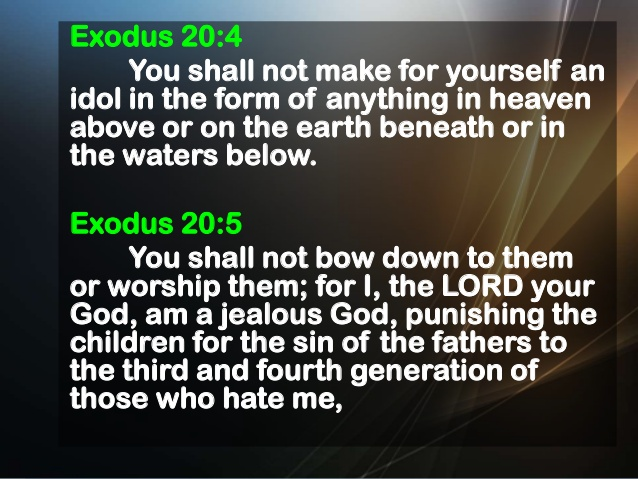 Exodus 20:4
You shall not make for yourself an
idol in the form of anything in heaven
above or on the earth beneath or in
the waters below.
Exodus 20:5
You shall not bow down to them
or worship them; for I, the LORD your
God, am a jealous God, punishing the
children for the sin of the fathers to
the third and fourth generation of
those who hate me,